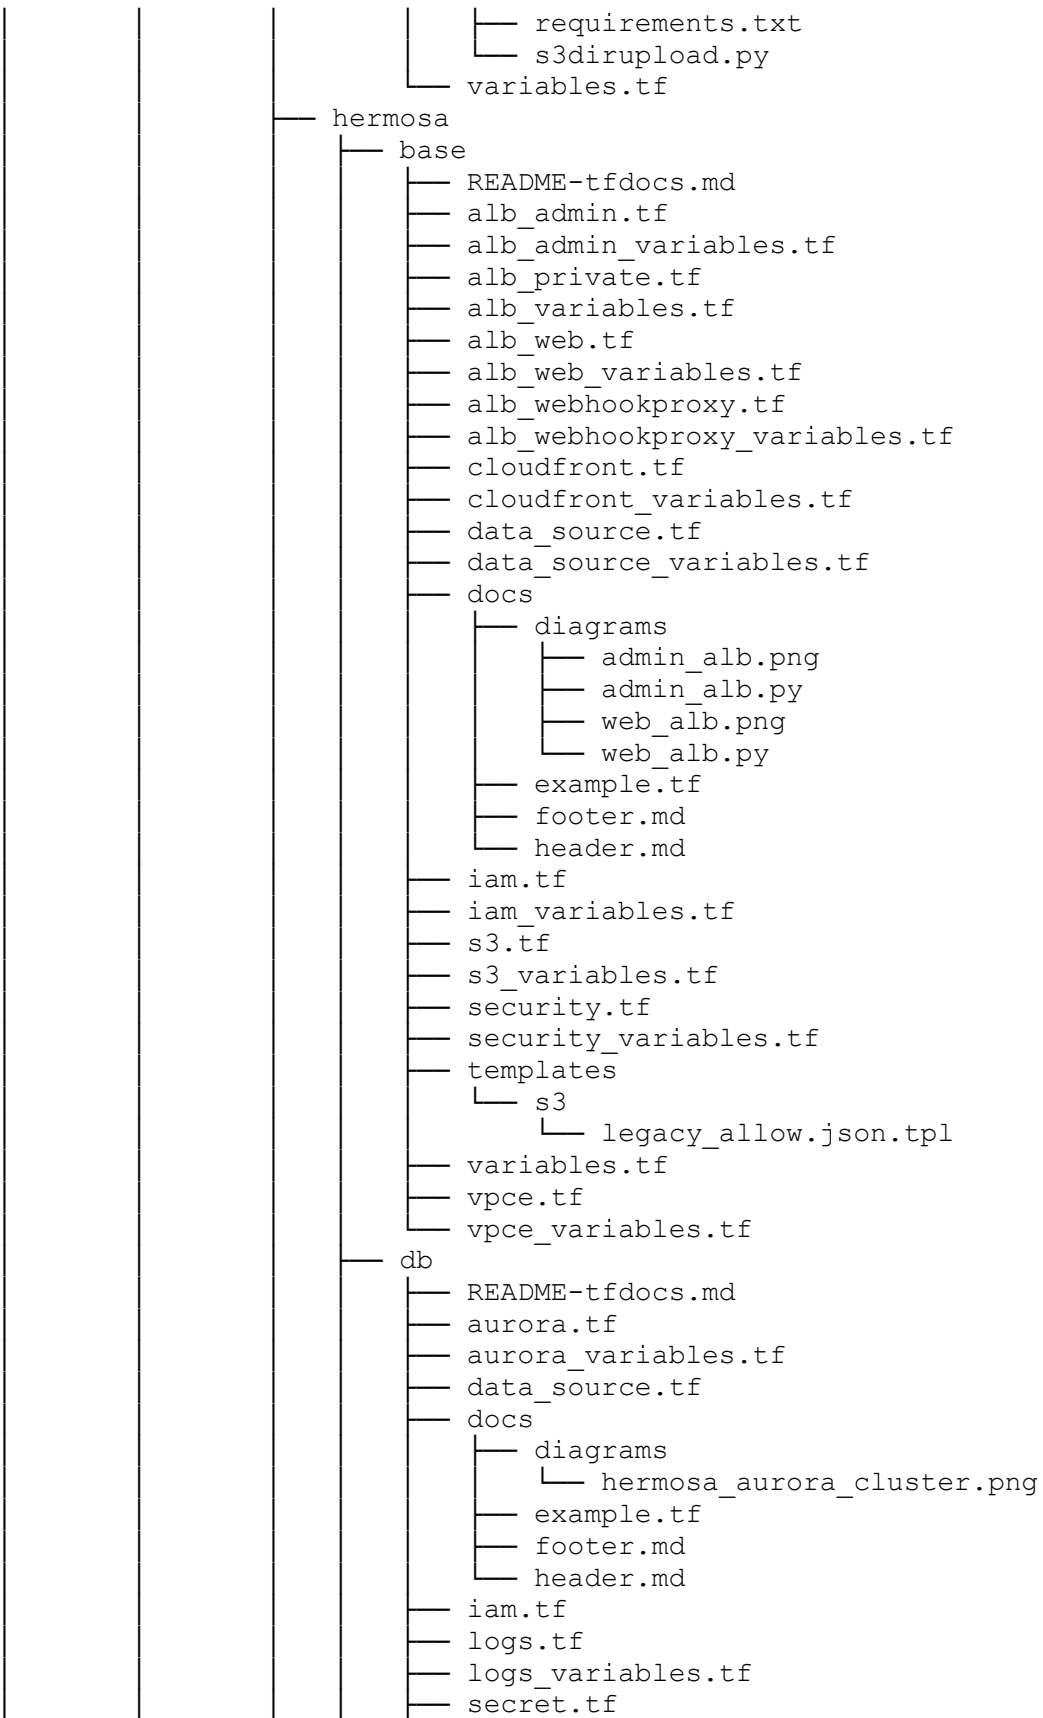 │       │       │       │   ├── requirements.txt
│       │       │       │   └── s3dirupload.py
│       │       │       └── variables.tf
│       │       ├── hermosa
│       │       │   ├── base
│       │       │   │   ├── README-tfdocs.md
│       │       │   │   ├── alb_admin.tf
│       │       │   │   ├── alb_admin_variables.tf
│       │       │   │   ├── alb_private.tf
│       │       │   │   ├── alb_variables.tf
│       │       │   │   ├── alb_web.tf
│       │       │   │   ├── alb_web_variables.tf
│       │       │   │   ├── alb_webhookproxy.tf
│       │       │   │   ├── alb_webhookproxy_variables.tf
│       │       │   │   ├── cloudfront.tf
│       │       │   │   ├── cloudfront_variables.tf
│       │       │   │   ├── data_source.tf
│       │       │   │   ├── data_source_variables.tf
│       │       │   │   ├── docs
│       │       │   │   │   ├── diagrams
│       │       │   │   │   │   ├── admin_alb.png
│       │       │   │   │   │   ├── admin_alb.py
│       │       │   │   │   │   ├── web_alb.png
│       │       │   │   │   │   └── web_alb.py
│       │       │   │   │   ├── example.tf
│       │       │   │   │   ├── footer.md
│       │       │   │   │   └── header.md
│       │       │   │   ├── iam.tf
│       │       │   │   ├── iam_variables.tf
│       │       │   │   ├── s3.tf
│       │       │   │   ├── s3_variables.tf
│       │       │   │   ├── security.tf
│       │       │   │   ├── security_variables.tf
│       │       │   │   ├── templates
│       │       │   │   │   └── s3
│       │       │   │   │       └── legacy_allow.json.tpl
│       │       │   │   ├── variables.tf
│       │       │   │   ├── vpce.tf
│       │       │   │   └── vpce_variables.tf
│       │       │   ├── db
│       │       │   │   ├── README-tfdocs.md
│       │       │   │   ├── aurora.tf
│       │       │   │   ├── aurora_variables.tf
│       │       │   │   ├── data_source.tf
│       │       │   │   ├── docs
│       │       │   │   │   ├── diagrams
│       │       │   │   │   │   └── hermosa_aurora_cluster.png
│       │       │   │   │   ├── example.tf
│       │       │   │   │   ├── footer.md
│       │       │   │   │   └── header.md
│       │       │   │   ├── iam.tf
│       │       │   │   ├── logs.tf
│       │       │   │   ├── logs_variables.tf
│       │       │   │   ├── secret.tf